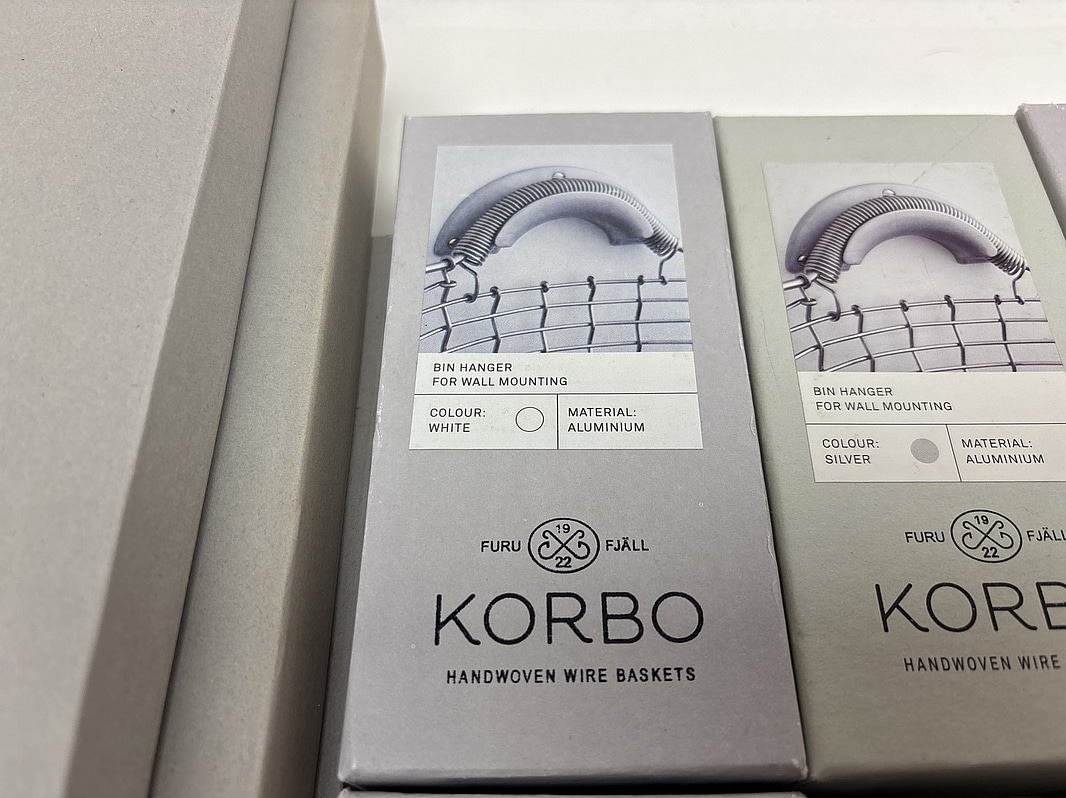 BIN HANGER
FOR WALL MOUNTING
COLOUR:
WHITE
MATERIAL:
ALUMINIUM
FURU 19 22 FJÄLL
KORBO
HANDWOVEN WIRE BASKETS
BIN HANGER
FOR WALL MOUNTING
COLOUR:
SILVER
MATERIAL:
ALUMINIUM
FURU 19 22 FJÄLL
KORB
HANDWOVEN WIRE